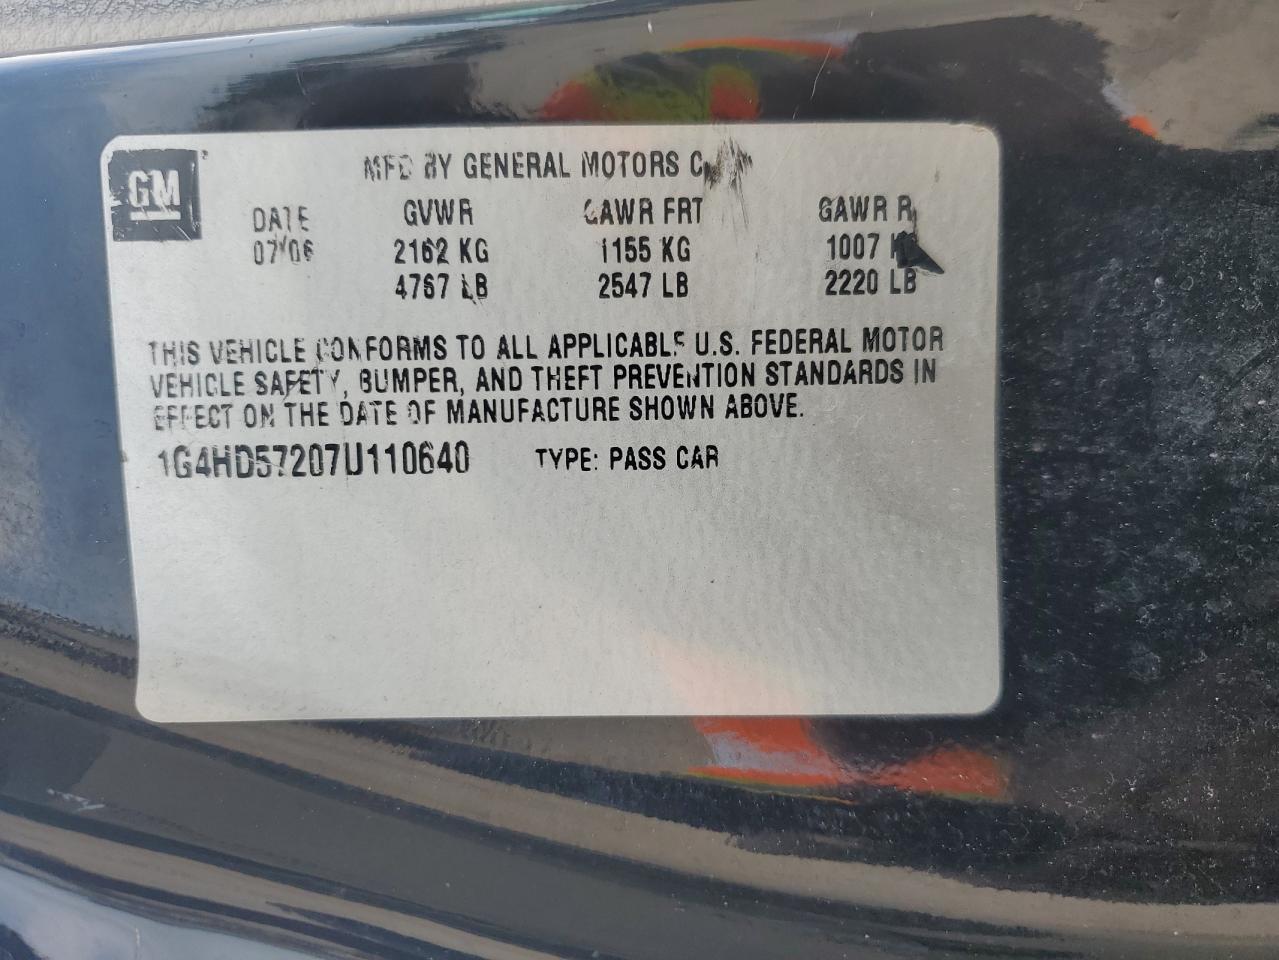 GM
MFD BY GENERAL MOTORS
DATE GVWR GAWR FRT GAWR R
07/06 2162 KG 1155 KG 1007
4767 LB 2547 LB 2220 LB
THIS VEHICLE CONFORMS TO ALL APPLICABLE U.S. FEDERAL MOTOR
VEHICLE SAFETY, BUMPER, AND THEFT PREVENTION STANDARDS IN
EFFECT ON THE DATE OF MANUFACTURE SHOWN ABOVE.
1G4HD57207U110640 TYPE: PASS CAR